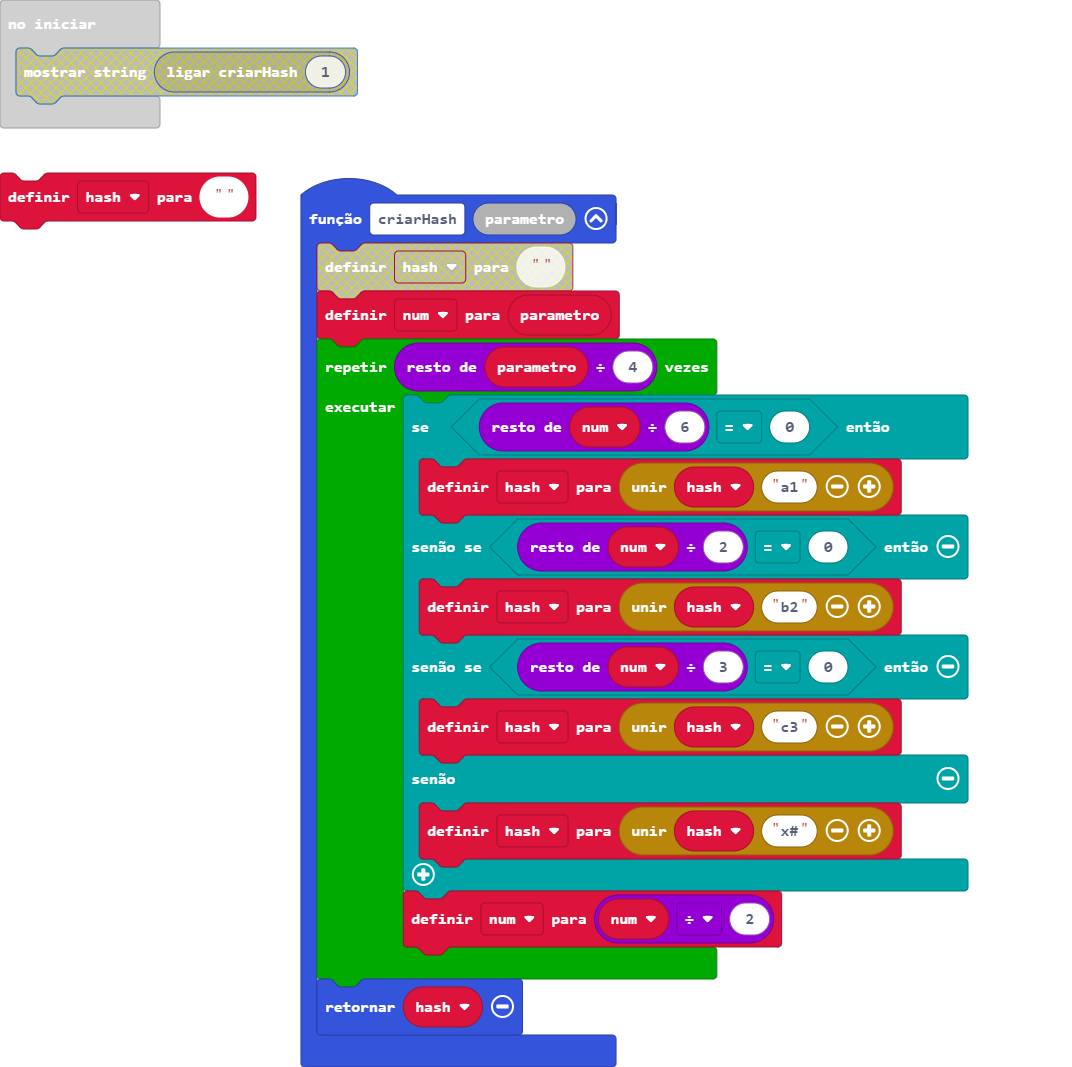 no iniciar
mostrar string ligar criarHash 1
definir hash para " "
função criarHash parametro
definir hash para " "
definir num para parametro
repetir resto de parametro ÷ 4 vezes
executar
se resto de num ÷ 6 = 0 então
definir hash para unir hash "a1"
senão se resto de num ÷ 2 = 0 então
definir hash para unir hash "b2"
senão se resto de num ÷ 3 = 0 então
definir hash para unir hash "c3"
senão
definir hash para unir hash "x#"
definir num para num ÷ 2
retornar hash